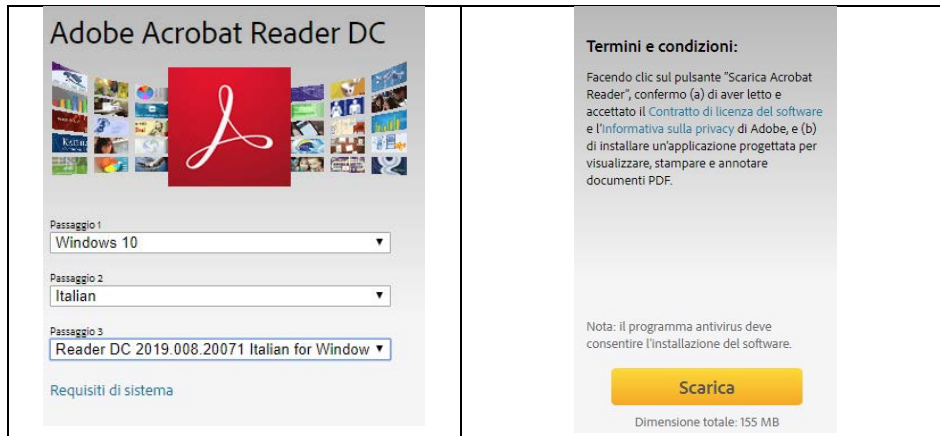 Adobe Acrobat Reader DC
Passaggio 1
Windows 10
Passaggio 2
Italian
Passaggio 3
Reader DC 2019.008.20071 Italian for Window
Requisiti di sistema
Termini e condizioni:
Facendo clic sul pulsante "Scarica Acrobat
Reader", confermo (a) di aver letto e
accettato il Contratto di licenza del software
e l'Informativa sulla privacy di Adobe, e (b)
di installare un'applicazione progettata per
visualizzare, stampare e annotare
documenti PDF.
Nota: il programma antivirus deve
consentire l'installazione del software.
Scarica
Dimensione totale: 155 MB